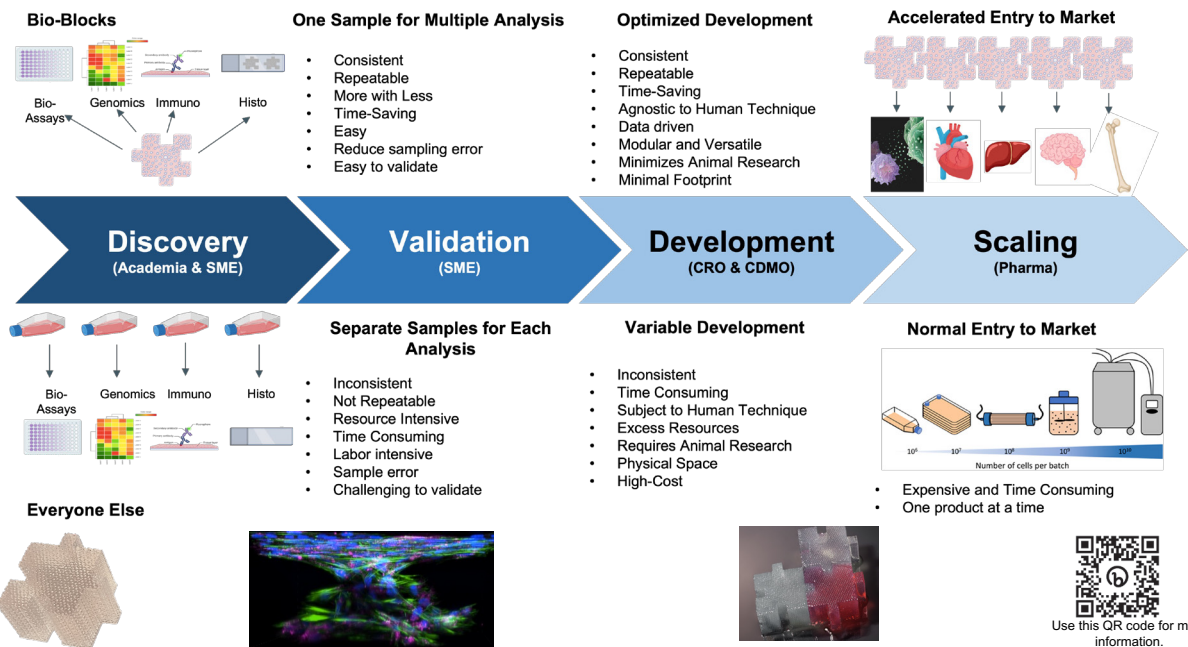 Bio-Blocks
Bio-
Assays
Genomics
Immuno
Histo
One Sample for Multiple Analysis
• Consistent
• Repeatable
• More with Less
• Time-Saving
• Easy
• Reduce sampling error
• Easy to validate
Optimized Development
• Consistent
• Repeatable
• Time-Saving
• Agnostic to Human Technique
• Data driven
• Modular and Versatile
• Minimizes Animal Research
• Minimal Footprint
Accelerated Entry to Market
Discovery
(Academia & SME)
Validation
(SME)
Development
(CRO & CDMO)
Scaling
(Pharma)
Bio-
Assays
Genomics
Immuno
Histo
Everyone Else
Separate Samples for Each
Analysis
• Inconsistent
• Not Repeatable
• Resource Intensive
• Time Consuming
• Labor intensive
• Sample error
• Challenging to validate
Variable Development
• Inconsistent
• Time Consuming
• Subject to Human Technique
• Excess Resources
• Requires Animal Research
• Physical Space
• High-Cost
Normal Entry to Market
10⁶ 10⁷ 10⁸ 10⁹ 10¹⁰
Number of cells per batch
• Expensive and Time Consuming
• One product at a time
Use this QR code for m
information.